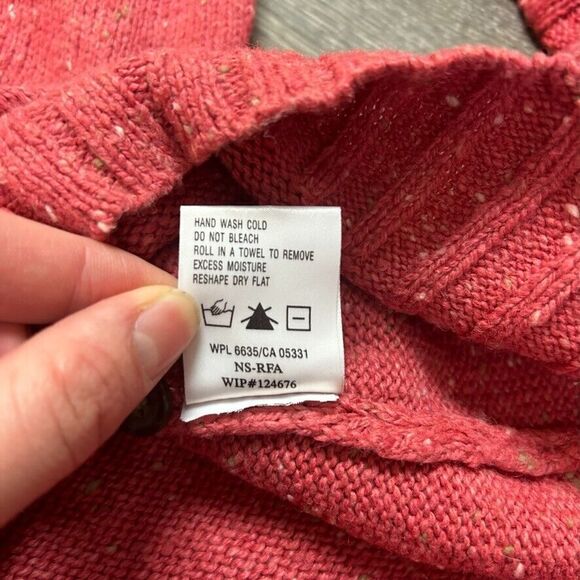 HAND WASH COLD
DO NOT BLEACH
ROLL IN A TOWEL TO REMOVE
EXCESS MOISTURE
RESHAPE DRY FLAT
WPL 6635/CA 05331
NS-RFA
WIP#124676